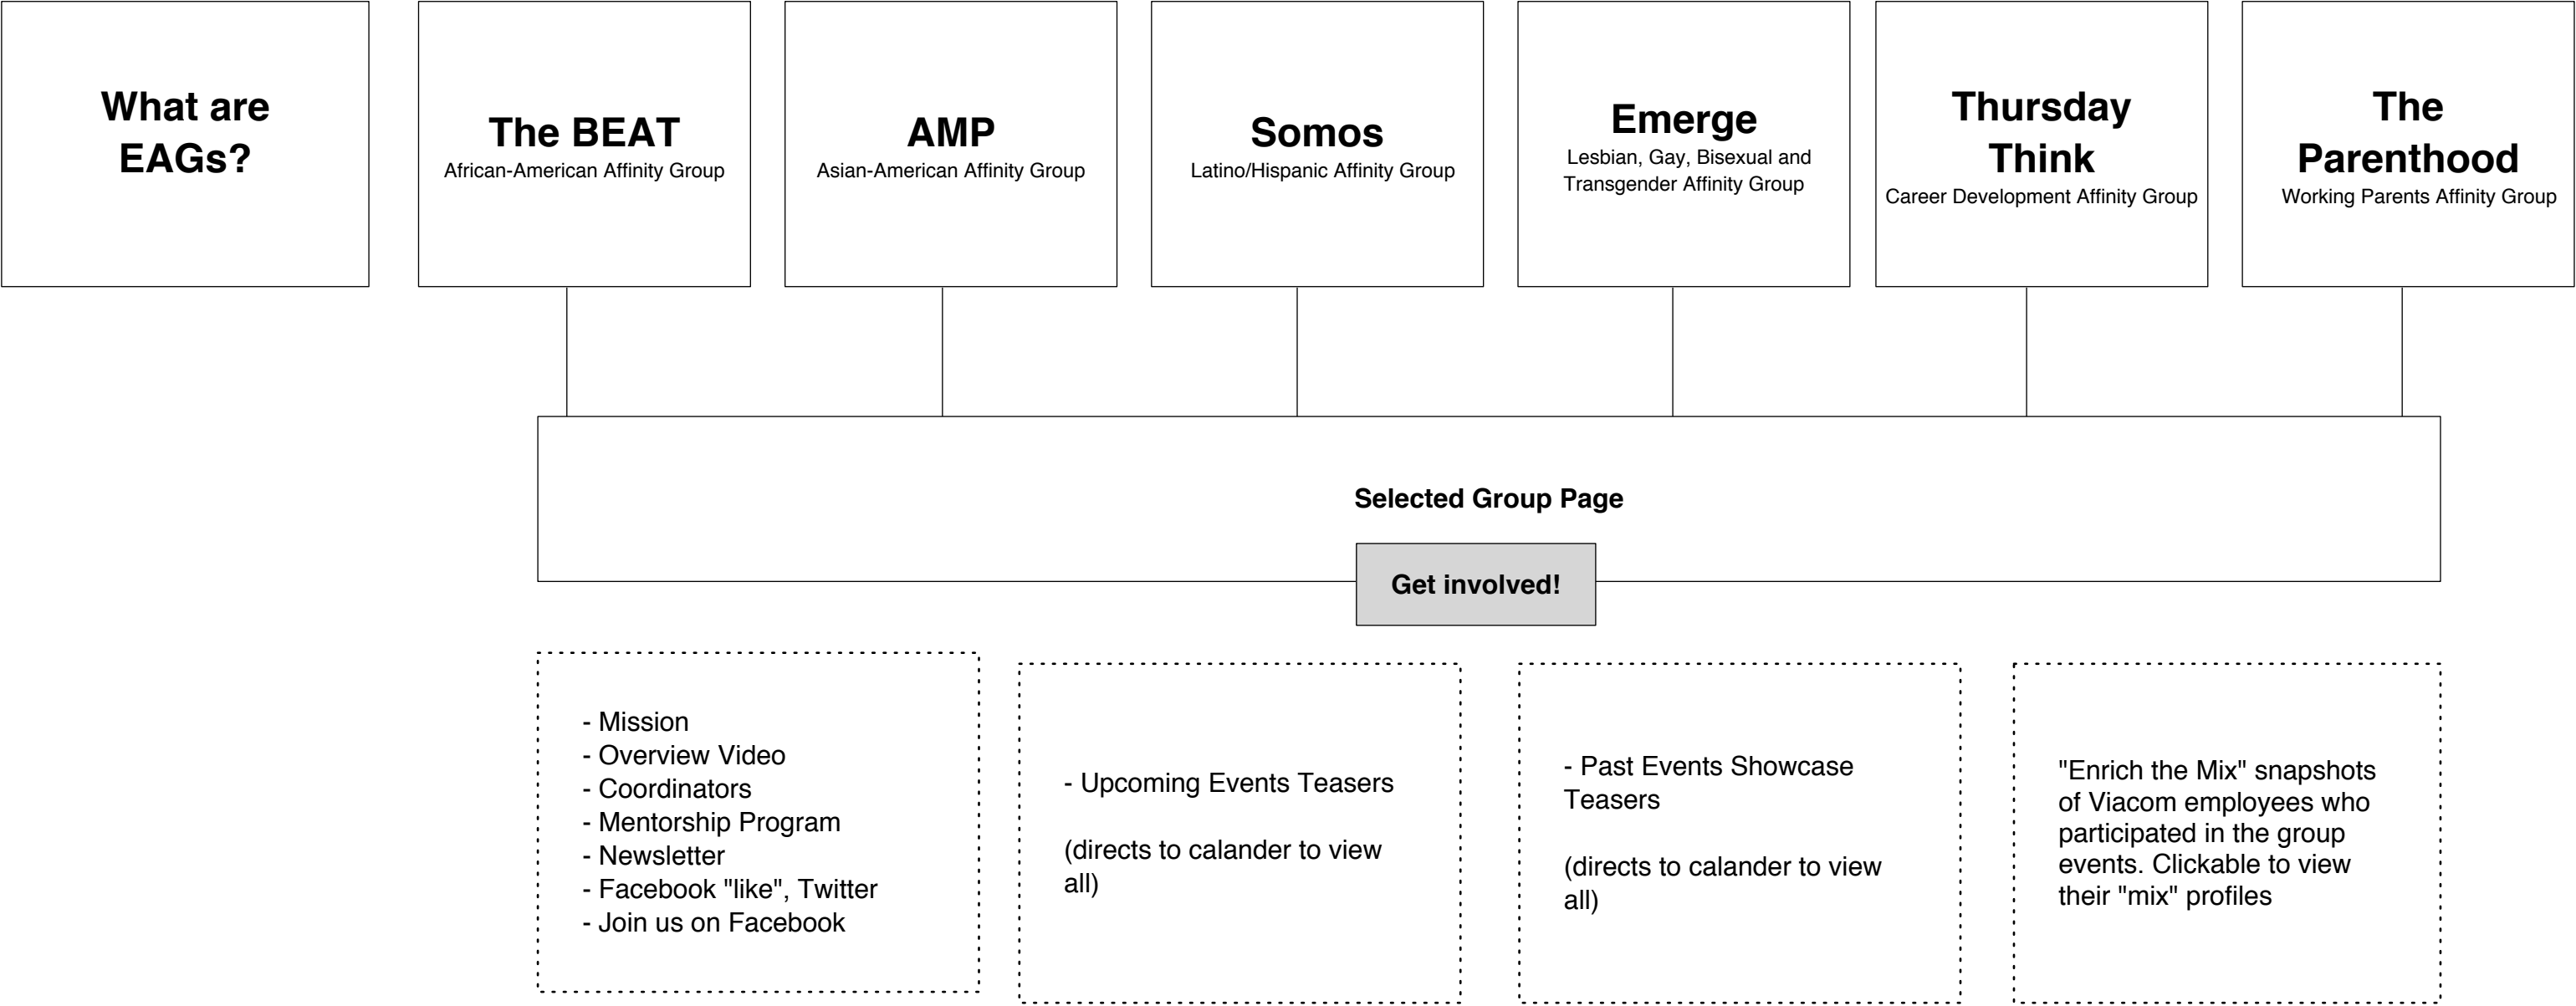 What are
EAGs?
The BEAT
African-American Affinity Group
AMP
Asian-American Affinity Group
Somos
Latino/Hispanic Affinity Group
Emerge
Lesbian, Gay, Bisexual and
Transgender Affinity Group
Thursday
Think
Career Development Affinity Group
The
Parenthood
Working Parents Affinity Group
Selected Group Page
Get involved!
- Mission
- Overview Video
- Coordinators
- Mentorship Program
- Newsletter
- Facebook "like", Twitter
- Join us on Facebook
- Upcoming Events Teasers
(directs to calander to view
all)
- Past Events Showcase
Teasers
(directs to calander to view
all)
"Enrich the Mix" snapshots
of Viacom employees who
participated in the group
events. Clickable to view
their "mix" profiles